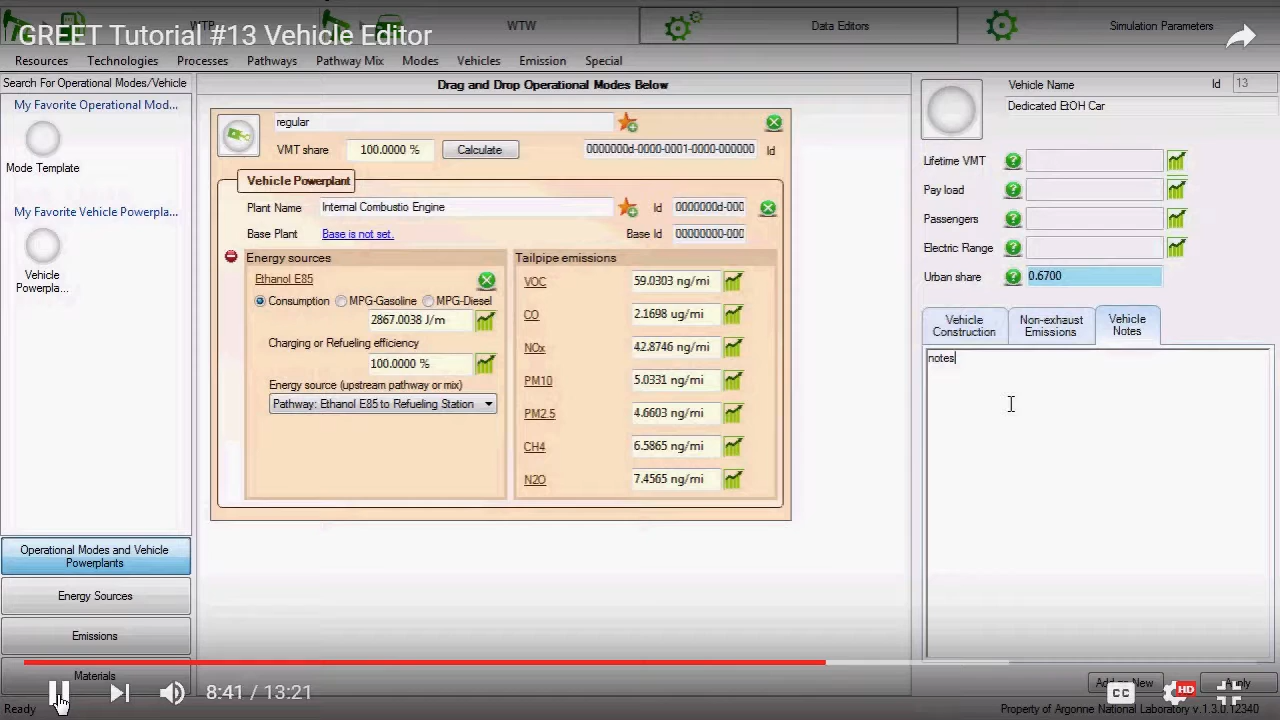 GREET Tutorial #13 Vehicle Editor
WTP
WTW
Data Editors
Simulation Parameters
Resources Technologies Processes Pathways Pathway Mix Modes Vehicles Emission Special
Search For Operational Modes/Vehicle
My Favorite Operational Mod...
Mode Template
My Favorite Vehicle Powerpla...
Vehicle
Powerpla...
Operational Modes and Vehicle
Powerplants
Energy Sources
Emissions
Materials
Drag and Drop Operational Modes Below
regular
VMT share 100.0000 % Calculate 0000000d-0000-0001-0000-000000 Id
Vehicle Powerplant
Plant Name Internal Combustio Engine Id 0000000d-000
Base Plant Base is not set. Base Id 00000000-000
Energy sources
Ethanol E85
Consumption MPG-Gasoline MPG-Diesel
2867.0038 J/m
Charging or Refueling efficiency
100.0000 %
Energy source (upstream pathway or mix)
Pathway: Ethanol E85 to Refueling Station
Tailpipe emissions
VOC 59.0303 ng/mi
CO 2.1698 ug/mi
NOx 42.8746 ng/mi
PM10 5.0331 ng/mi
PM2.5 4.6603 ng/mi
CH4 6.5865 ng/mi
N2O 7.4565 ng/mi
Vehicle Name Id 13
Dedicated EtOH Car
Lifetime VMT ?
Pay load ?
Passengers ?
Electric Range ?
Urban share ? 0.6700
Vehicle
Construction
Non-exhaust
Emissions
Vehicle
Notes
notes
Add as New Apply
8:41 / 13:21
CC HD
Ready
Property of Argonne National Laboratory v.1.3.0.12340